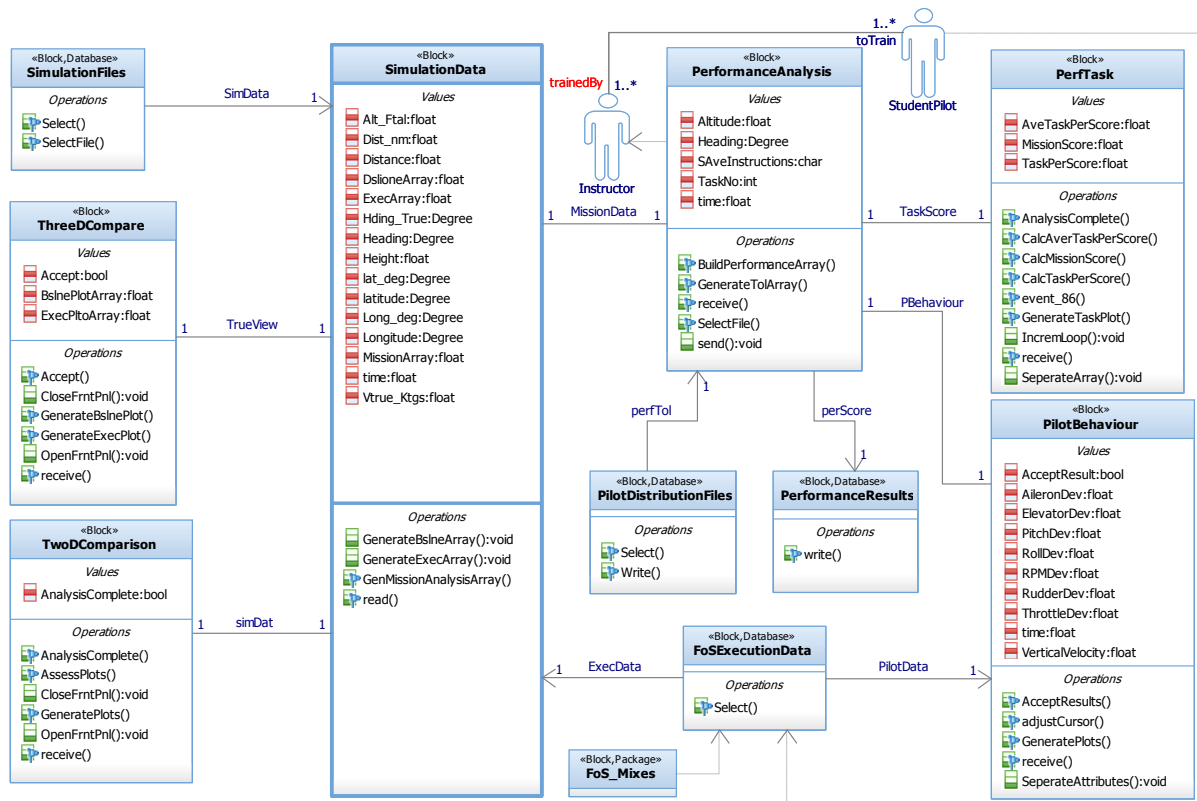 «Block,Database»
SimulationFiles
Operations
Select()
SelectFile()
SimData
1
«Block»
ThreeDCompare
Values
Accept:bool
BslnePlotArray:float
ExecPltoArray:float
Operations
Accept()
CloseFrntPnl():void
GenerateBslnePlot()
GenerateExecPlot()
OpenFrntPnl():void
receive()
1
TrueView
1
«Block»
TwoDComparison
Values
AnalysisComplete:bool
Operations
AnalysisComplete()
AssessPlots()
CloseFrntPnl():void
GeneratePlots()
OpenFrntPnl():void
receive()
1
simDat
1
«Block»
SimulationData
Values
Alt_Ftal:float
Dist_nm:float
Distance:float
DslioneArray:float
ExecArray:float
Hding_True:Degree
Heading:Degree
Height:float
lat_deg:Degree
latitude:Degree
Long_deg:Degree
Longitude:Degree
MissionArray:float
time:float
Vtrue_Ktgs:float
Operations
GenerateBslneArray():void
GenerateExecArray():void
GenMissionAnalysisArray()
read()
trainedBy
1..*
Instructor
1
MissionData
1
1..*
toTrain
StudentPilot
«Block»
PerformanceAnalysis
Values
Altitude:float
Heading:Degree
SAveInstructions:char
TaskNo:int
time:float
Operations
BuildPerformanceArray()
GenerateTolArray()
receive()
SelectFile()
send():void
1
TaskScore
1
1
PBehaviour
1
«Block»
PerfTask
Values
AveTaskPerScore:float
MissionScore:float
TaskPerScore:float
Operations
AnalysisComplete()
CalcAverTaskPerScore()
CalcMissionScore()
CalcTaskPerScore()
event_86()
GenerateTaskPlot()
IncremLoop():void
receive()
SeperateArray():void
perfTol
1
perScore
1
«Block,Database»
PilotDistributionFiles
Operations
Select()
Write()
«Block,Database»
PerformanceResults
Operations
write()
«Block»
PilotBehaviour
Values
AcceptResult:bool
AileronDev:float
ElevatorDev:float
PitchDev:float
RollDev:float
RPMDev:float
RudderDev:float
ThrottleDev:float
time:float
VerticalVelocity:float
Operations
AcceptResults()
adjustCursor()
GeneratePlots()
receive()
SeperateAttributes():void
1
ExecData
«Block,Database»
FoSExecutionData
Operations
Select()
PilotData
1
«Block,Package»
FoS_Mixes